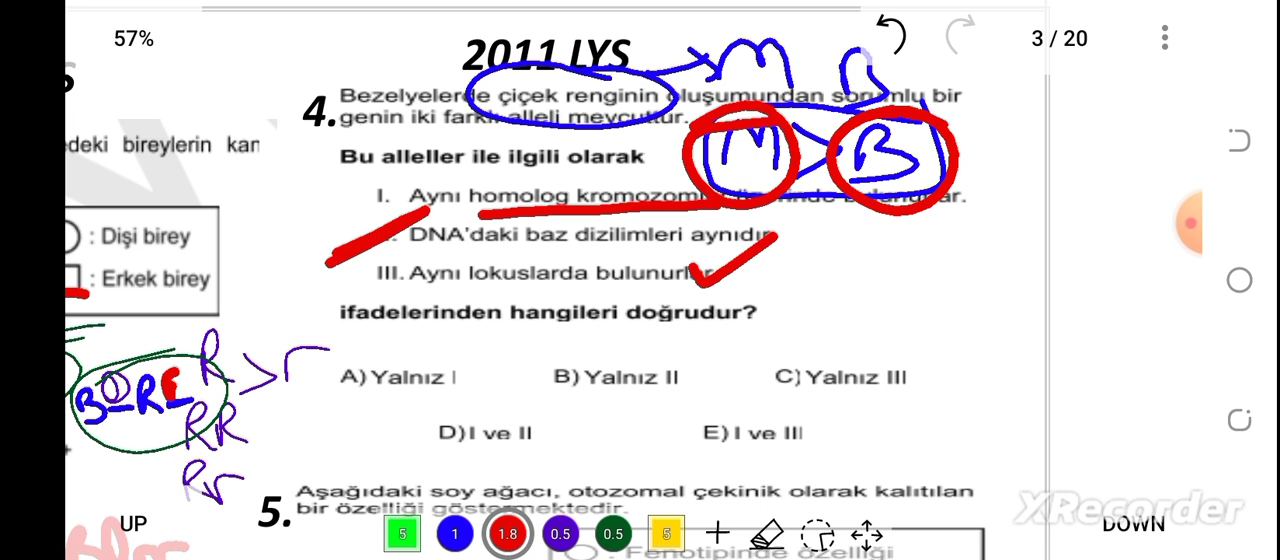 57%
3 / 20
2011 LYS
M B
4. Bezelyelerde çiçek renginin oluşumundan sorumlu bir
genin iki farklı alleli mevcuttur.
M > B
Bu alleller ile ilgili olarak
I. Aynı homolog kromozomlar üzerinde bulunurlar.
DNA'daki baz dizilimleri aynıdır.
III. Aynı lokuslarda bulunurlar
ifadelerinden hangileri doğrudur?
A) Yalnız I B) Yalnız II C) Yalnız III
D) I ve II E) I ve III
5. Aşağıdaki soy ağacı, otozomal çekinik olarak kalıtılan
bir özelliği göstermektedir.
: Fenotipinde özelliği
deki bireylerin kan
: Dişi birey
: Erkek birey
R > r
BORE
RR
Rr
UP
5 1 1.8 0.5 0.5 5
DOWN
XRecorder